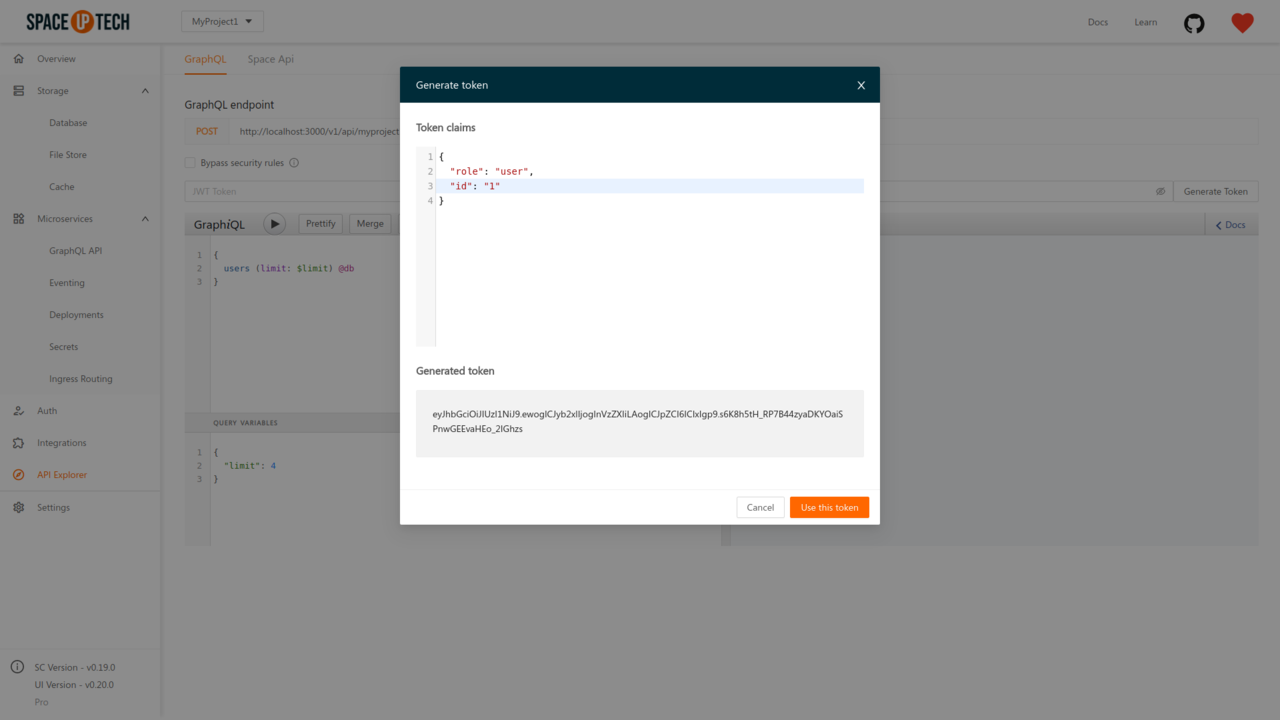 SPACE UP TECH
MyProject1
Docs
Learn
Overview
Storage
Database
File Store
Cache
Microservices
GraphQL API
Eventing
Deployments
Secrets
Ingress Routing
Auth
Integrations
API Explorer
Settings
SC Version - v0.19.0
UI Version - v0.20.0
Pro
GraphQL
Space Api
GraphQL endpoint
POST
http://localhost:3000/v1/api/myproject
Bypass security rules
JWT Token
Generate Token
GraphiQL
Prettify
Merge
Docs
1 {
2 users (limit: $limit) @db
3 }
QUERY VARIABLES
1 {
2 "limit": 4
3 }
Generate token
X
Token claims
1 {
2 "role": "user",
3 "id": "1"
4 }
Generated token
eyJhbGciOiJIUzI1NiJ9.ewogICJyb2xlIjogInVzZXIiLAogICJpZCI6ICIxIgp9.s6K8h5tH_RP7B44zyaDKYOaiS
PnwGEEvaHEo_2IGhzs
Cancel
Use this token